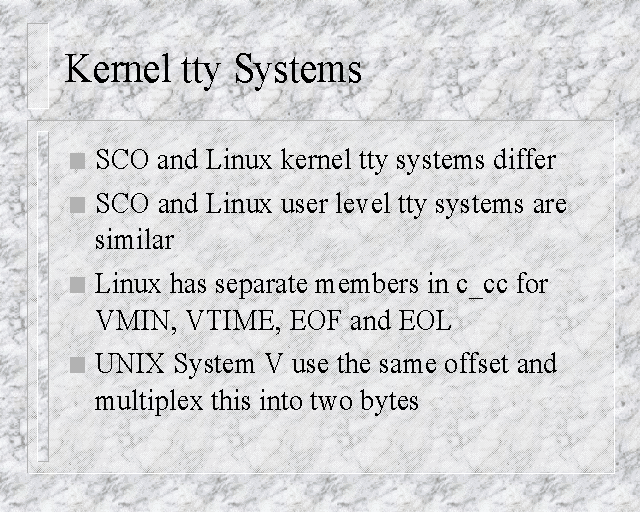 Kernel tty Systems
SCO and Linux kernel tty systems differ
SCO and Linux user level tty systems are
similar
Linux has separate members in c_cc for
VMIN, VTIME, EOF and EOL
UNIX System V use the same offset and
multiplex this into two bytes